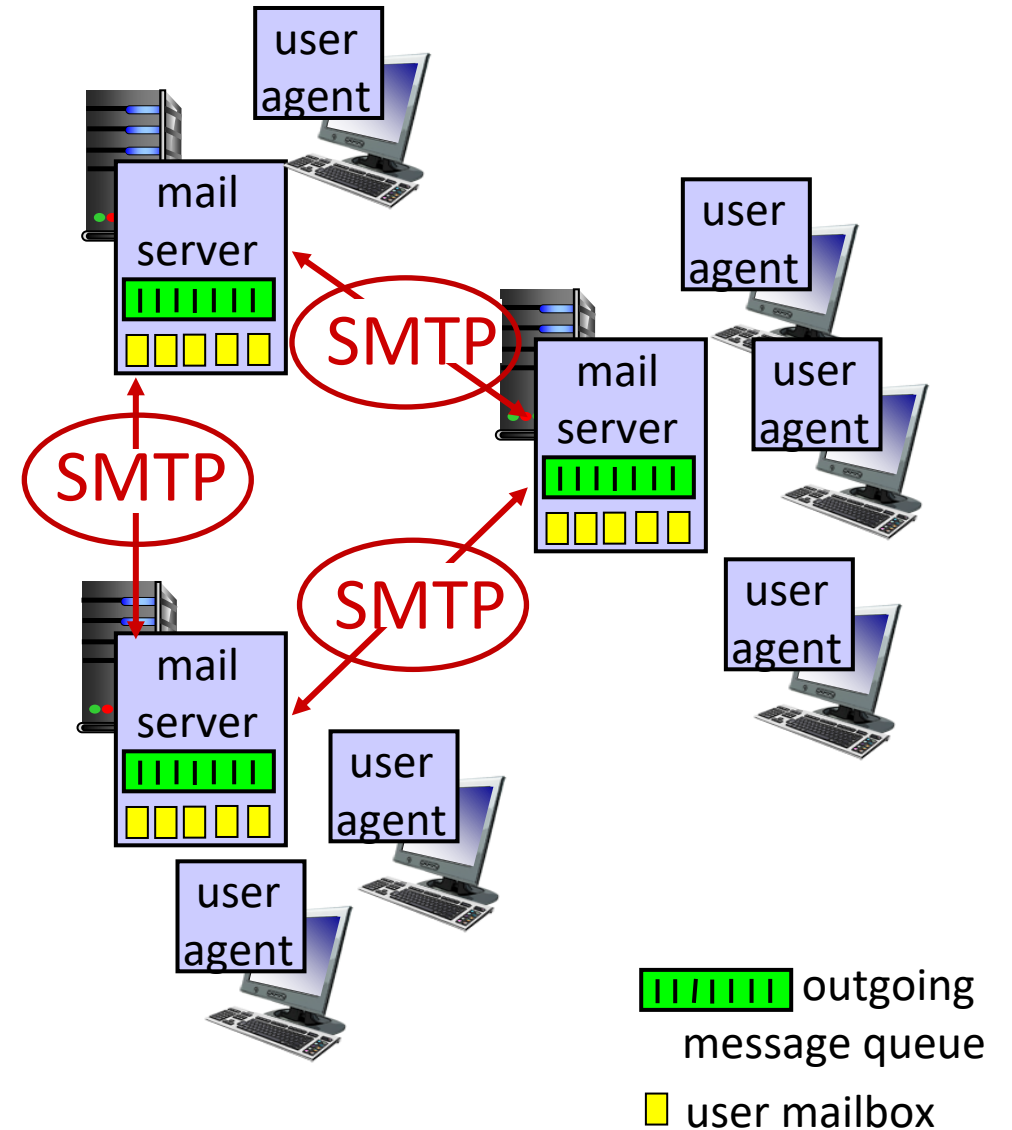 user
agent
mail
server
SMTP
user
agent
mail
server
user
agent
SMTP
SMTP
user
agent
mail
server
user
agent
user
agent
outgoing
message queue
user mailbox